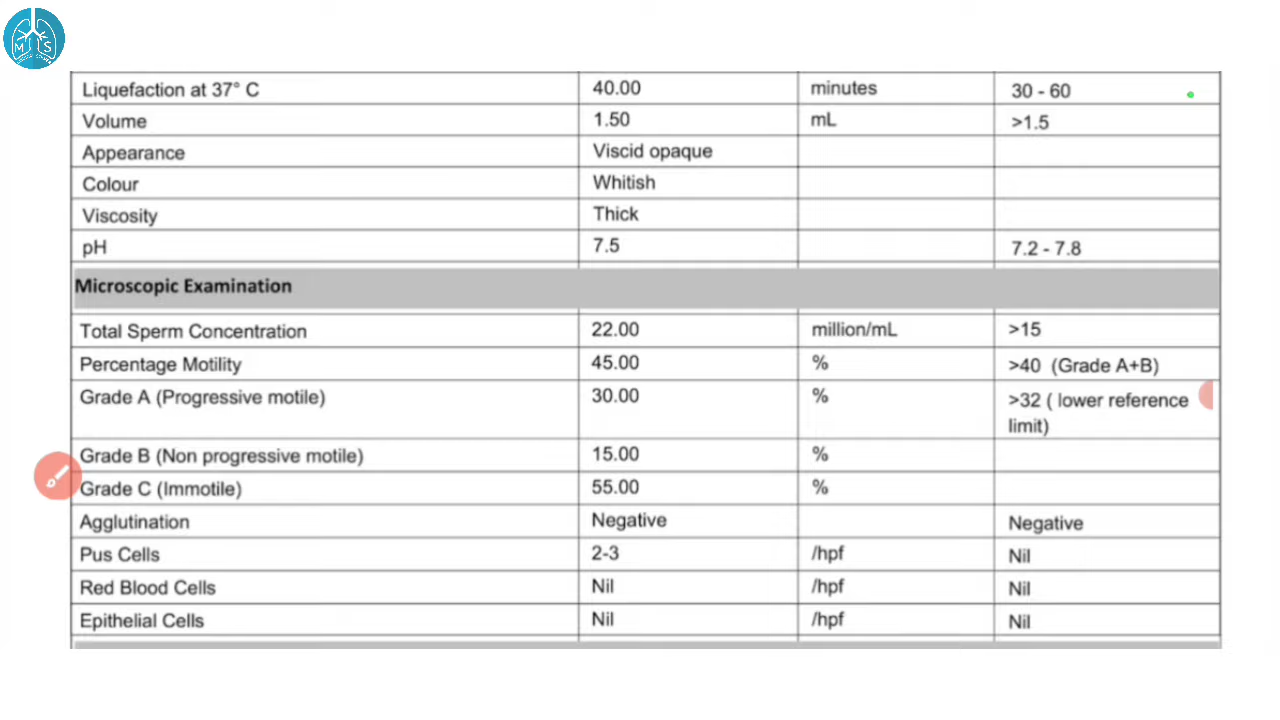 M S
Liquefaction at 37° C 40.00 minutes 30 - 60
Volume 1.50 mL >1.5
Appearance Viscid opaque
Colour Whitish
Viscosity Thick
pH 7.5 7.2 - 7.8
Microscopic Examination
Total Sperm Concentration 22.00 million/mL >15
Percentage Motility 45.00 % >40 (Grade A+B)
Grade A (Progressive motile) 30.00 % >32 ( lower reference
limit)
Grade B (Non progressive motile) 15.00 %
Grade C (Immotile) 55.00 %
Agglutination Negative Negative
Pus Cells 2-3 /hpf Nil
Red Blood Cells Nil /hpf Nil
Epithelial Cells Nil /hpf Nil